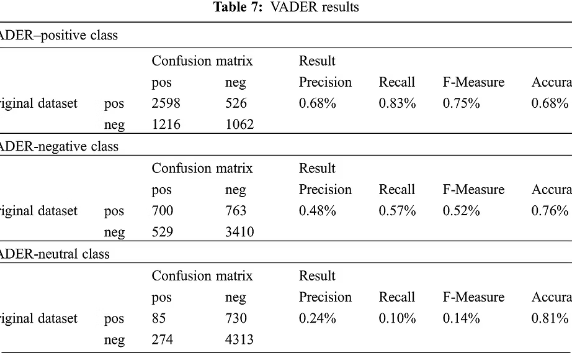 Table 7: VADER results
ADER–positive class
Confusion matrix Result
pos neg Precision Recall F-Measure Accura
riginal dataset pos 2598 526 0.68% 0.83% 0.75% 0.68%
neg 1216 1062
ADER-negative class
Confusion matrix Result
pos neg Precision Recall F-Measure Accura
riginal dataset pos 700 763 0.48% 0.57% 0.52% 0.76%
neg 529 3410
ADER-neutral class
Confusion matrix Result
pos neg Precision Recall F-Measure Accura
riginal dataset pos 85 730 0.24% 0.10% 0.14% 0.81%
neg 274 4313